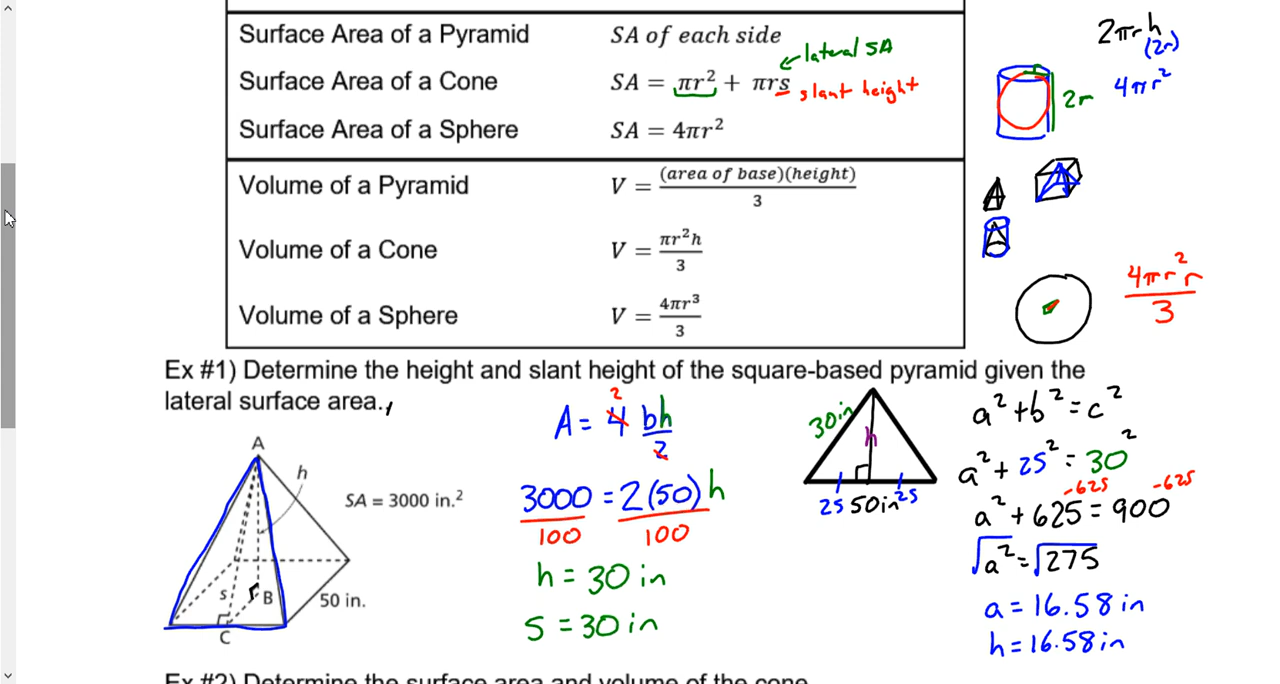 Surface Area of a Pyramid SA of each side
← lateral SA
Surface Area of a Cone SA = πr² + πrs slant height
Surface Area of a Sphere SA = 4πr²
2πrh
(2r)
4πr²
2r
Volume of a Pyramid V = (area of base)(height)/3
Volume of a Cone V = πr²h/3
Volume of a Sphere V = 4πr³/3
4πr²r/3
Ex #1) Determine the height and slant height of the square-based pyramid given the
lateral surface area.
A
h
SA = 3000 in.²
s
B
50 in.
C
2
A = 4 bh/2
3000 = 2(50)h
100 100
h = 30 in
s = 30 in
30in
h
25 50in 25
a² + b² = c²
a² + 25² = 30²
-625 -625
a² + 625 = 900
√a² = √275
a = 16.58 in
h = 16.58 in